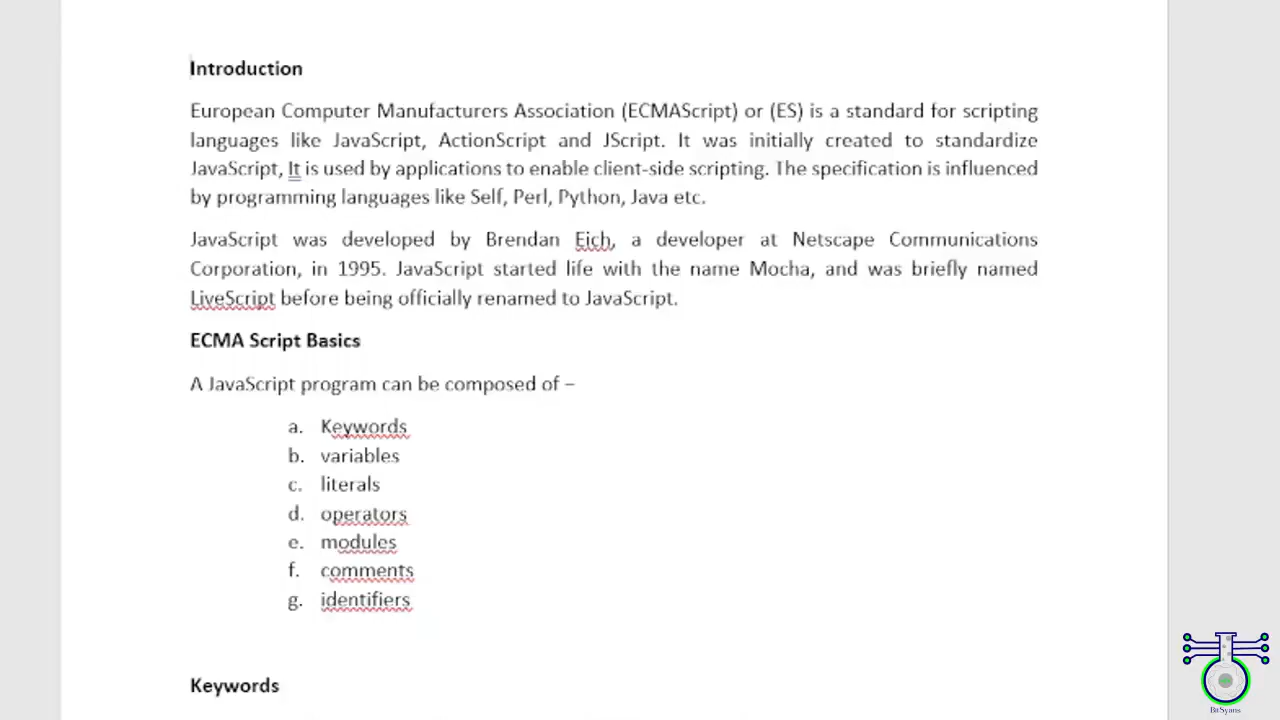 Introduction
European Computer Manufacturers Association (ECMAScript) or (ES) is a standard for scripting
languages like JavaScript, ActionScript and JScript. It was initially created to standardize
JavaScript, It is used by applications to enable client-side scripting. The specification is influenced
by programming languages like Self, Perl, Python, Java etc.
JavaScript was developed by Brendan Eich, a developer at Netscape Communications
Corporation, in 1995. JavaScript started life with the name Mocha, and was briefly named
LiveScript before being officially renamed to JavaScript.
ECMA Script Basics
A JavaScript program can be composed of –
a. Keywords
b. variables
c. literals
d. operators
e. modules
f. comments
g. identifiers
Keywords
BitSyans